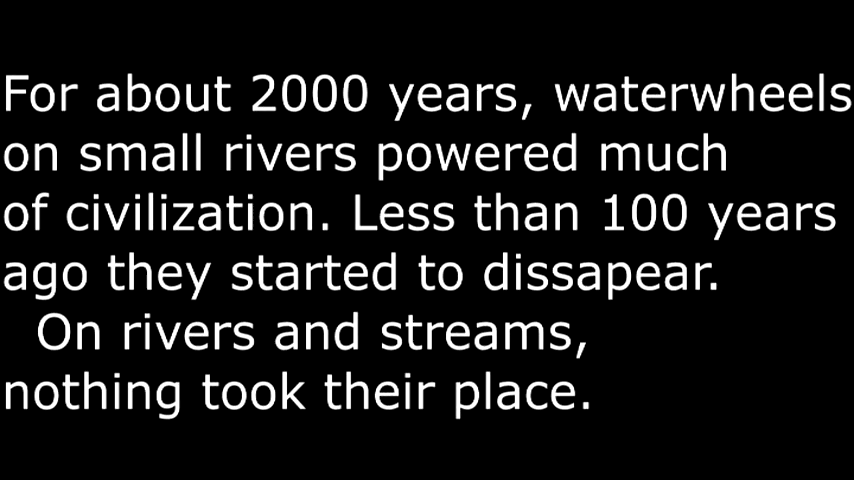 For about 2000 years, waterwheels
on small rivers powered much
of civilization. Less than 100 years
ago they started to dissapear.
On rivers and streams,
nothing took their place.